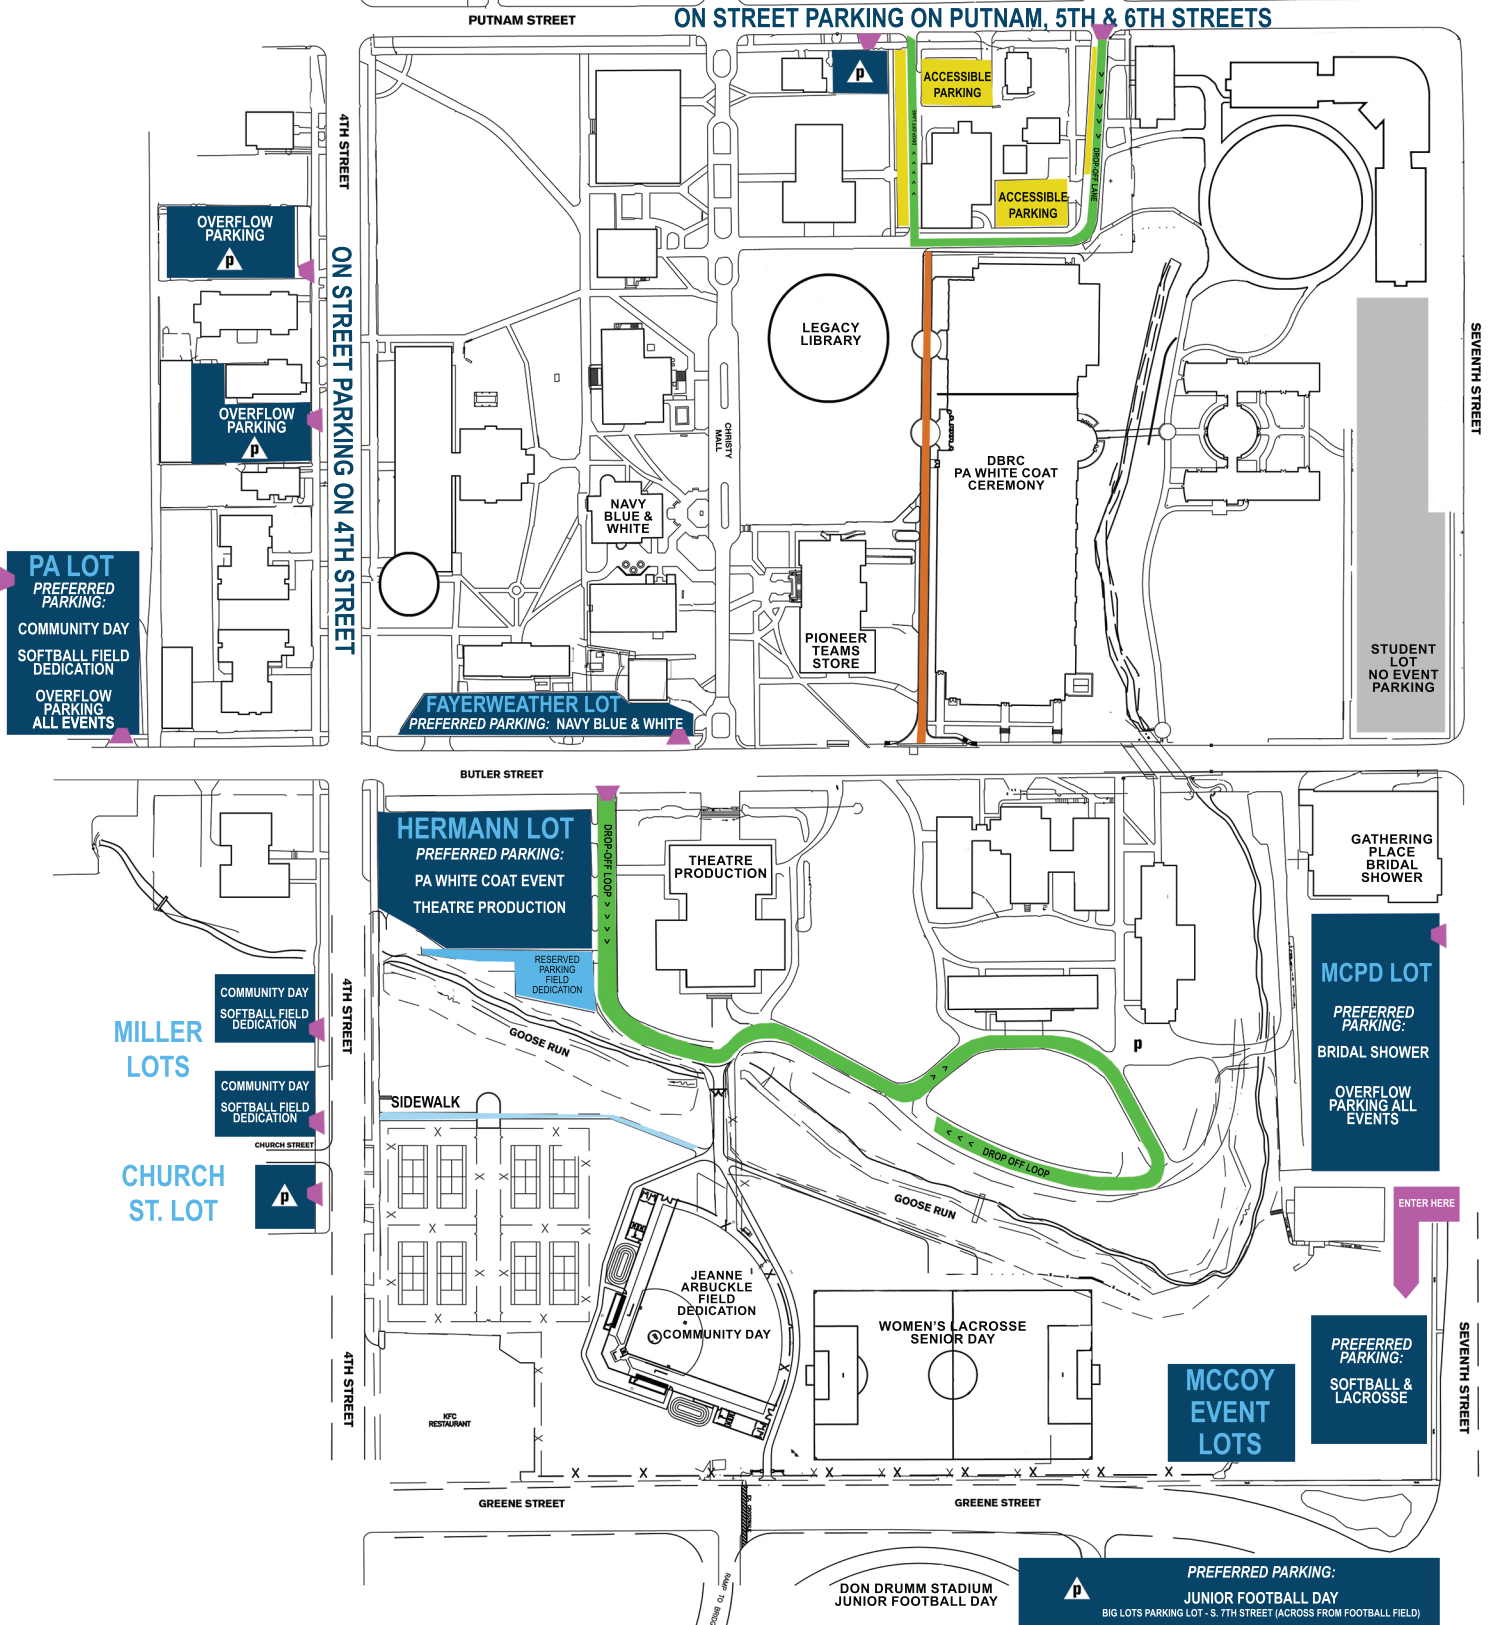 PUTNAM STREET
ON STREET PARKING ON PUTNAM, 5TH & 6TH STREETS
P
ACCESSIBLE
PARKING
DROP-OFF LANE
ACCESSIBLE
PARKING
4TH STREET
OVERFLOW
PARKING
P
ON STREET PARKING ON 4TH STREET
OVERFLOW
PARKING
P
LEGACY
LIBRARY
SEVENTH STREET
CHRISTY
MALL
DBRC
PA WHITE COAT
CEREMONY
NAVY
BLUE &
WHITE
PA LOT
PREFERRED
PARKING:
COMMUNITY DAY
SOFTBALL FIELD
DEDICATION
OVERFLOW
PARKING
ALL EVENTS
PIONEER
TEAMS
STORE
STUDENT
LOT
NO EVENT
PARKING
FAYERWEATHER LOT
PREFERRED PARKING: NAVY BLUE & WHITE
BUTLER STREET
HERMANN LOT
PREFERRED PARKING:
PA WHITE COAT EVENT
THEATRE PRODUCTION
DROP-OFF LOOP > > > >
THEATRE
PRODUCTION
GATHERING
PLACE
BRIDAL
SHOWER
RESERVED
PARKING
FIELD
DEDICATION
MCPD LOT
PREFERRED
PARKING:
BRIDAL SHOWER
OVERFLOW
PARKING ALL
EVENTS
4TH STREET
COMMUNITY DAY
SOFTBALL FIELD
DEDICATION
MILLER
LOTS
COMMUNITY DAY
SOFTBALL FIELD
DEDICATION
GOOSE RUN
P
SIDEWALK
CHURCH STREET
CHURCH
ST. LOT
P
< < < DROP OFF LOOP
GOOSE RUN
ENTER HERE
JEANNE
ARBUCKLE
FIELD
DEDICATION
COMMUNITY DAY
WOMEN'S LACROSSE
SENIOR DAY
PREFERRED
PARKING:
SOFTBALL &
LACROSSE
MCCOY
EVENT
LOTS
SEVENTH STREET
4TH STREET
KFC
RESTAURANT
GREENE STREET
GREENE STREET
DON DRUMM STADIUM
JUNIOR FOOTBALL DAY
P
PREFERRED PARKING:
JUNIOR FOOTBALL DAY
BIG LOTS PARKING LOT - S. 7TH STREET (ACROSS FROM FOOTBALL FIELD)
RAMP TO